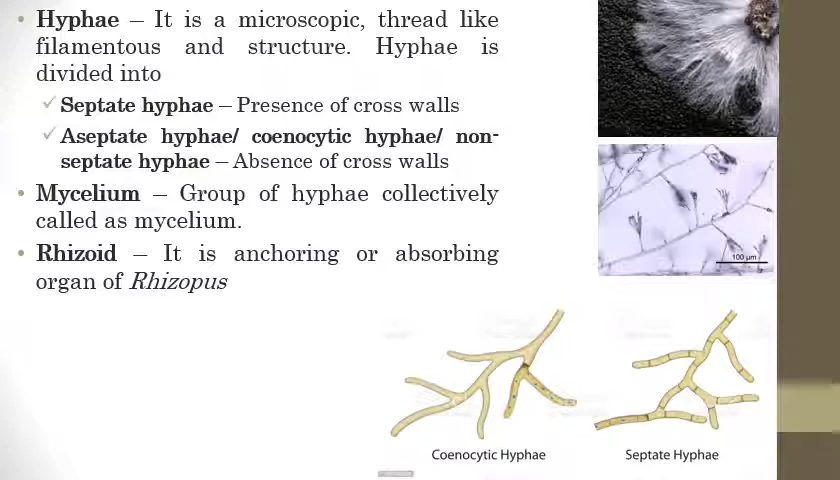 • Hyphae – It is a microscopic, thread like
filamentous and structure. Hyphae is
divided into
✓ Septate hyphae – Presence of cross walls
✓ Aseptate hyphae/ coenocytic hyphae/ non-
septate hyphae – Absence of cross walls
• Mycelium – Group of hyphae collectively
called as mycelium.
• Rhizoid – It is anchoring or absorbing
organ of Rhizopus
100 µm
Coenocytic Hyphae
Septate Hyphae